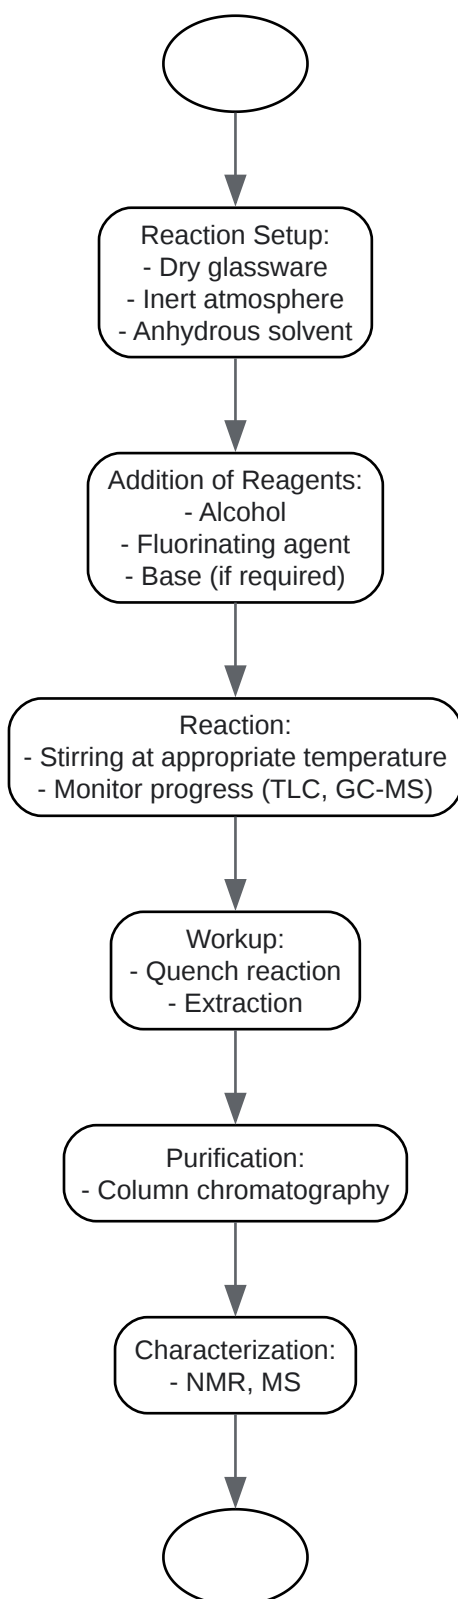 Reaction Setup:
- Dry glassware
- Inert atmosphere
- Anhydrous solvent
Addition of Reagents:
- Alcohol
- Fluorinating agent
- Base (if required)
Reaction:
- Stirring at appropriate temperature
- Monitor progress (TLC, GC-MS)
Workup:
- Quench reaction
- Extraction
Purification:
- Column chromatography
Characterization:
- NMR, MS